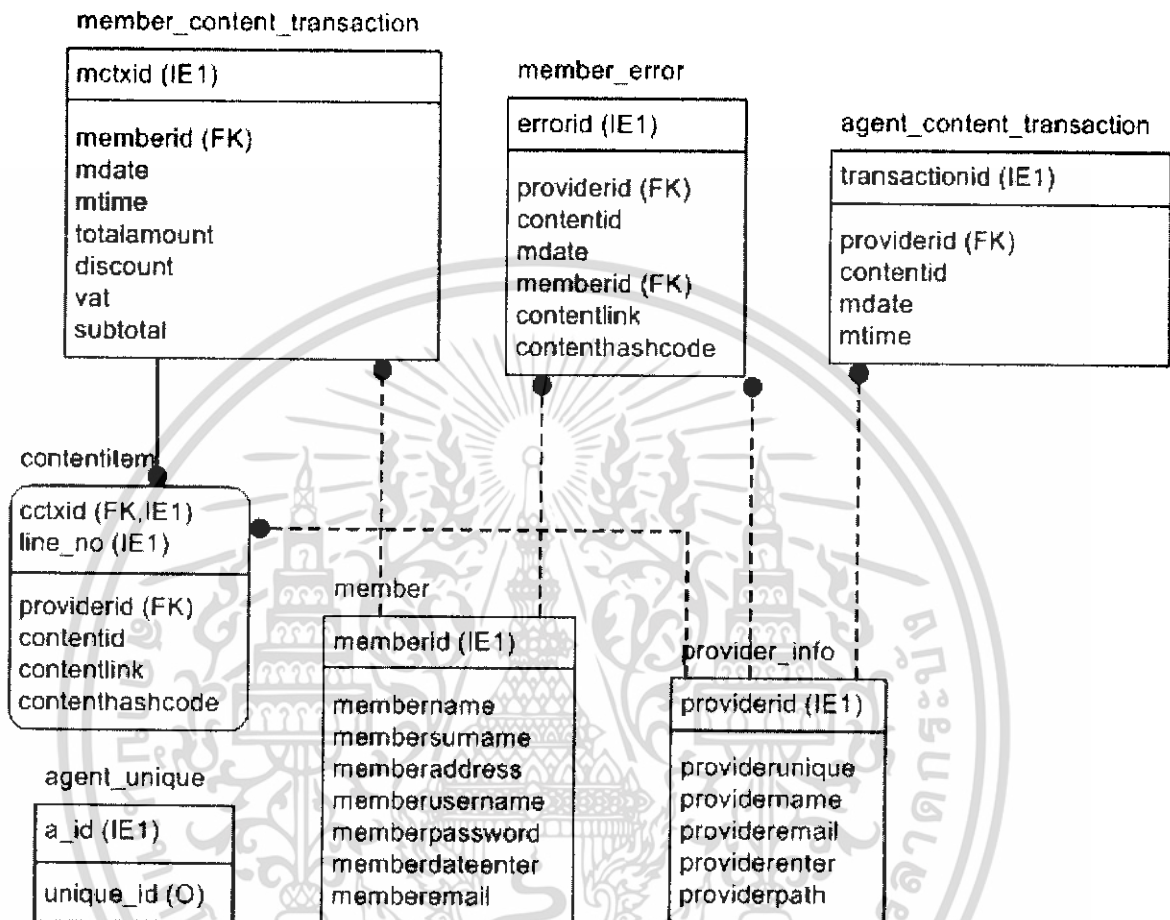 member_content_transaction
mctxid (IE1)
memberid (FK)
mdate
mtime
totalamount
discount
vat
subtotal
member_error
errorid (IE1)
providerid (FK)
contentid
mdate
memberid (FK)
contentlink
contenthashcode
agent_content_transaction
transactionid (IE1)
providerid (FK)
contentid
mdate
mtime
contentitem
cctxid (FK,IE1)
line_no (IE1)
providerid (FK)
contentid
contentlink
contenthashcode
member
memberid (IE1)
membername
membersurname
memberaddress
memberusername
memberpassword
memberdateenter
memberemail
provider_info
providerid (IE1)
providerunique
providername
provideremail
providerenter
providerpath
agent_unique
a_id (IE1)
unique_id (O)